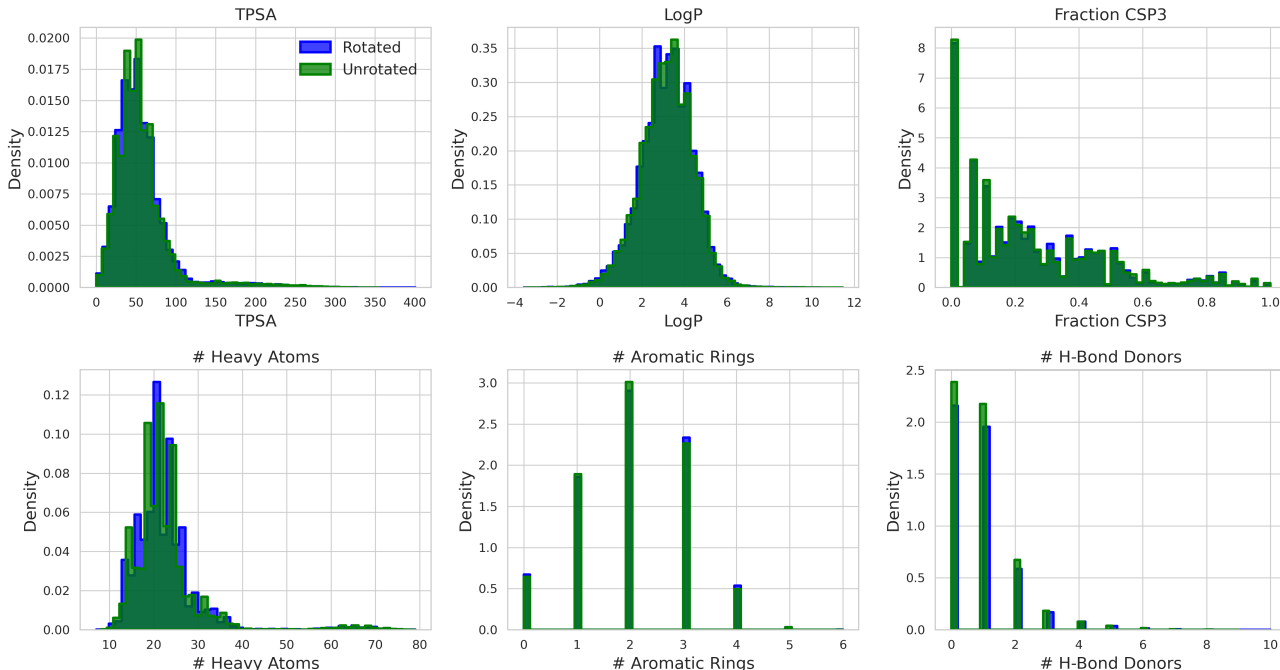 TPSA
LogP
Fraction CSP3
Rotated
Unrotated
Density
0.0200
0.0175
0.0150
0.0125
0.0100
0.0075
0.0050
0.0025
0.0000
0 50 100 150 200 250 300 350 400
TPSA
Density
0.35
0.30
0.25
0.20
0.15
0.10
0.05
0.00
−4 −2 0 2 4 6 8 10 12
LogP
Density
8
7
6
5
4
3
2
1
0
0.0 0.2 0.4 0.6 0.8 1.0
Fraction CSP3
# Heavy Atoms
# Aromatic Rings
# H-Bond Donors
Density
0.12
0.10
0.08
0.06
0.04
0.02
0.00
10 20 30 40 50 60 70 80
# Heavy Atoms
Density
3.0
2.5
2.0
1.5
1.0
0.5
0.0
0 1 2 3 4 5 6
# Aromatic Rings
Density
2.5
2.0
1.5
1.0
0.5
0.0
0 2 4 6 8 10
# H-Bond Donors